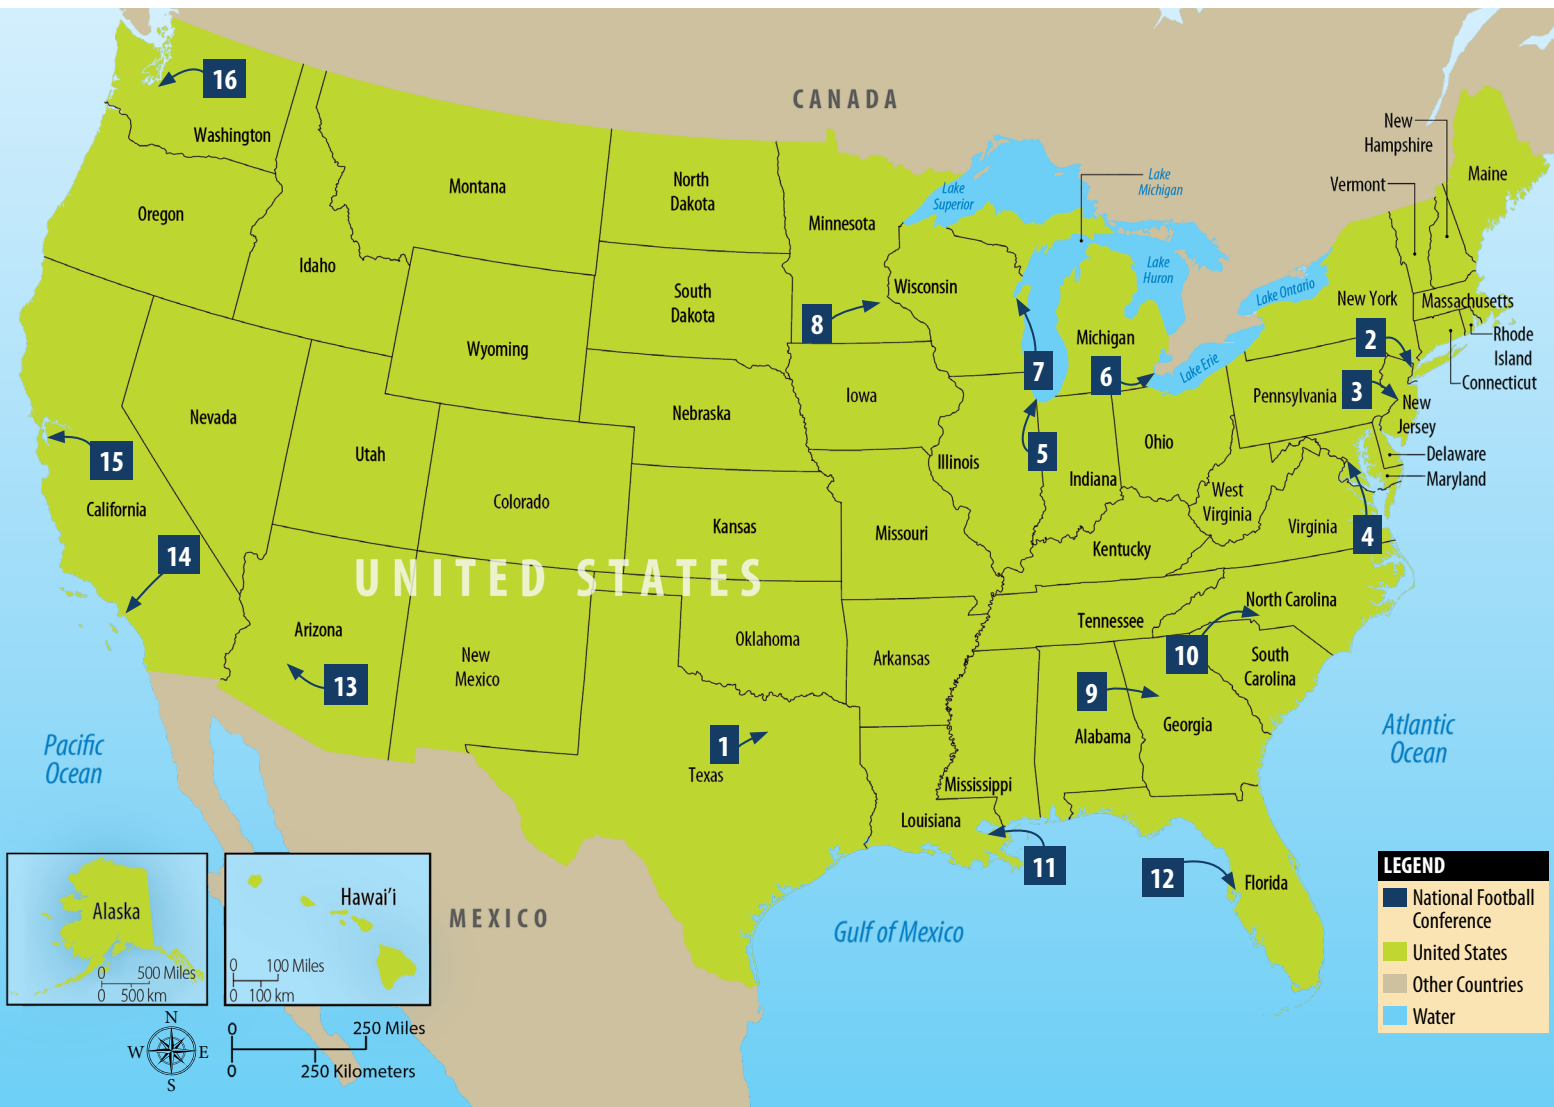 CANADA
16
Washington
Montana
North
Dakota
Minnesota
Lake
Superior
Lake
Michigan
New
Hampshire
Vermont
Maine
Oregon
Idaho
South
Dakota
Wisconsin
Lake
Huron
Lake Ontario
New York
Massachusetts
8
Wyoming
Michigan
2
Rhode
Island
7
6
Lake Erie
Connecticut
Nevada
Nebraska
Iowa
Pennsylvania
3
New
Jersey
15
Utah
Illinois
5
Ohio
Delaware
California
Colorado
Indiana
West
Virginia
Maryland
Kansas
Missouri
Virginia
4
14
Kentucky
UNITED STATES
Arizona
New
Mexico
Oklahoma
Arkansas
Tennessee
North Carolina
13
10
South
Carolina
9
Georgia
Pacific
Ocean
1
Texas
Alabama
Atlantic
Ocean
Mississippi
Louisiana
11
12
Florida
MEXICO
Gulf of Mexico
Alaska
0 500 Miles
0 500 km
Hawai’i
0 100 Miles
0 100 km
N
W E
S
0 250 Miles
0 250 Kilometers
LEGEND
National Football
Conference
United States
Other Countries
Water